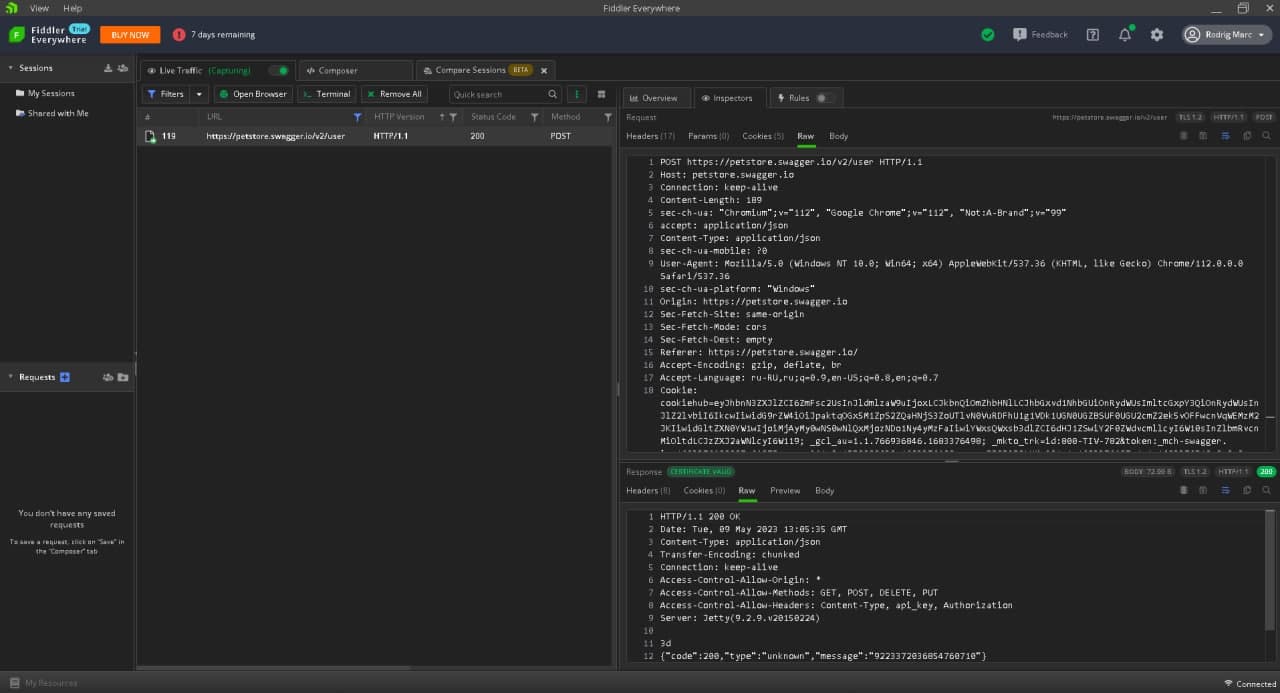 View Help Fiddler Everywhere
Fiddler Trial
Everywhere
BUY NOW
7 days remaining
Feedback
Rodrig Marc
Sessions
My Sessions
Shared with Me
Live Traffic (Capturing)
Composer
Compare Sessions BETA
Filters
Open Browser
Terminal
Remove All
Quick search
# URL HTTP Version Status Code Method
119 https://petstore.swagger.io/v2/user HTTP/1.1 200 POST
Requests
You don't have any saved
requests
To save a request, click on "Save" in
the "Composer" tab
Overview
Inspectors
Rules
Request https://petstore.swagger.io/v2/user TLS 1.2 HTTP/1.1 POST
Headers (17) Params (0) Cookies (5) Raw Body
1 POST https://petstore.swagger.io/v2/user HTTP/1.1
2 Host: petstore.swagger.io
3 Connection: keep-alive
4 Content-Length: 189
5 sec-ch-ua: "Chromium";v="112", "Google Chrome";v="112", "Not:A-Brand";v="99"
6 accept: application/json
7 Content-Type: application/json
8 sec-ch-ua-mobile: ?0
9 User-Agent: Mozilla/5.0 (Windows NT 10.0; Win64; x64) AppleWebKit/537.36 (KHTML, like Gecko) Chrome/112.0.0.0
Safari/537.36
10 sec-ch-ua-platform: "Windows"
11 Origin: https://petstore.swagger.io
12 Sec-Fetch-Site: same-origin
13 Sec-Fetch-Mode: cors
14 Sec-Fetch-Dest: empty
15 Referer: https://petstore.swagger.io/
16 Accept-Encoding: gzip, deflate, br
17 Accept-Language: ru-RU,ru;q=0.9,en-US;q=0.8,en;q=0.7
18 Cookie:
_gcl_au=1.1.766936846.1683376490; _mkto_trk=id:800-TIV-782&token:_mch-swagger.
Response CERTIFICATE VALID BODY: 72.00 B TLS 1.2 HTTP/1.1 200
Headers (8) Cookies (0) Raw Preview Body
1 HTTP/1.1 200 OK
2 Date: Tue, 09 May 2023 13:05:35 GMT
3 Content-Type: application/json
4 Transfer-Encoding: chunked
5 Connection: keep-alive
6 Access-Control-Allow-Origin: *
7 Access-Control-Allow-Methods: GET, POST, DELETE, PUT
8 Access-Control-Allow-Headers: Content-Type, api_key, Authorization
9 Server: Jetty(9.2.9.v20150224)
10
11 3d
12 {"code":200,"type":"unknown","message":"9223372036854760710"}
My Resources
Connected